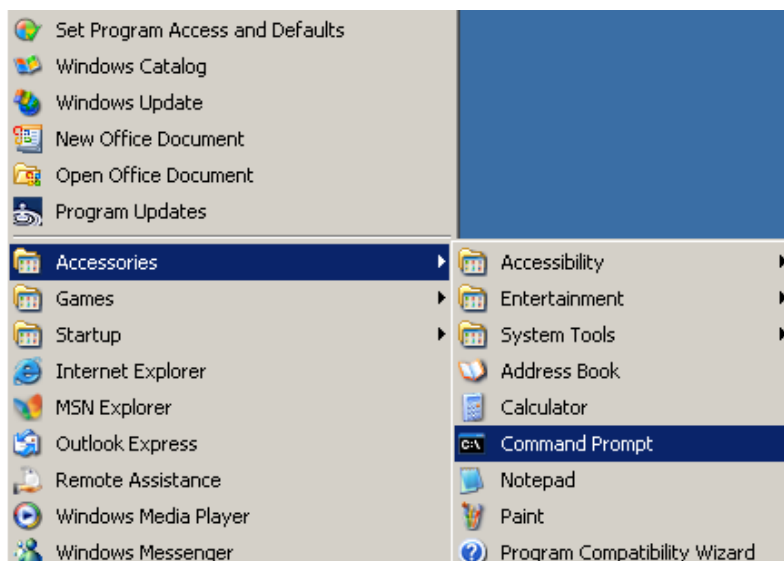 Set Program Access and Defaults
Windows Catalog
Windows Update
New Office Document
Open Office Document
Program Updates
Accessories
Games
Startup
Internet Explorer
MSN Explorer
Outlook Express
Remote Assistance
Windows Media Player
Windows Messenger
Accessibility
Entertainment
System Tools
Address Book
Calculator
C:\ Command Prompt
Notepad
Paint
Program Compatibility Wizard